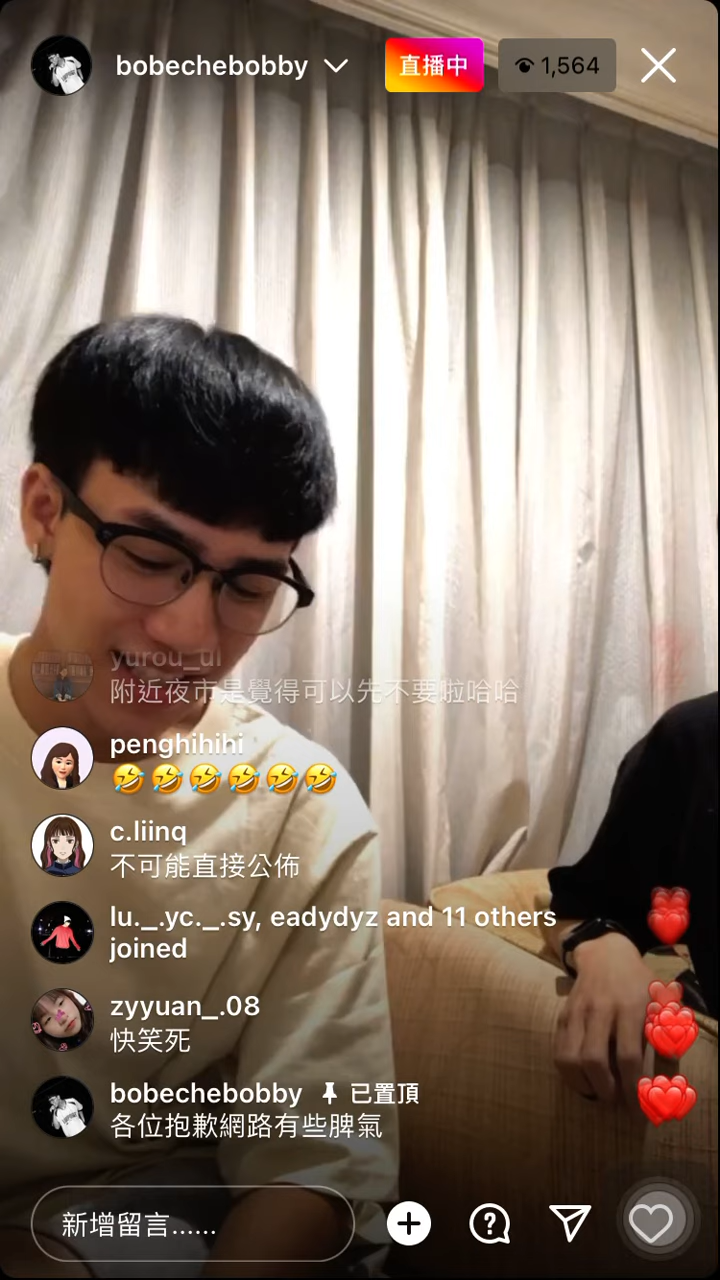 bobechebobby
直播中
1,564
yurou_ul
附近夜市是覺得可以先不要啦哈哈
penghihihi
🤣🤣🤣🤣🤣🤣
c.liinq
不可能直接公佈
lu._.yc._.sy, eadydyz and 11 others
joined
zyyuan_.08
快笑死
bobechebobby 已置頂
各位抱歉網路有些脾氣
新增留言......